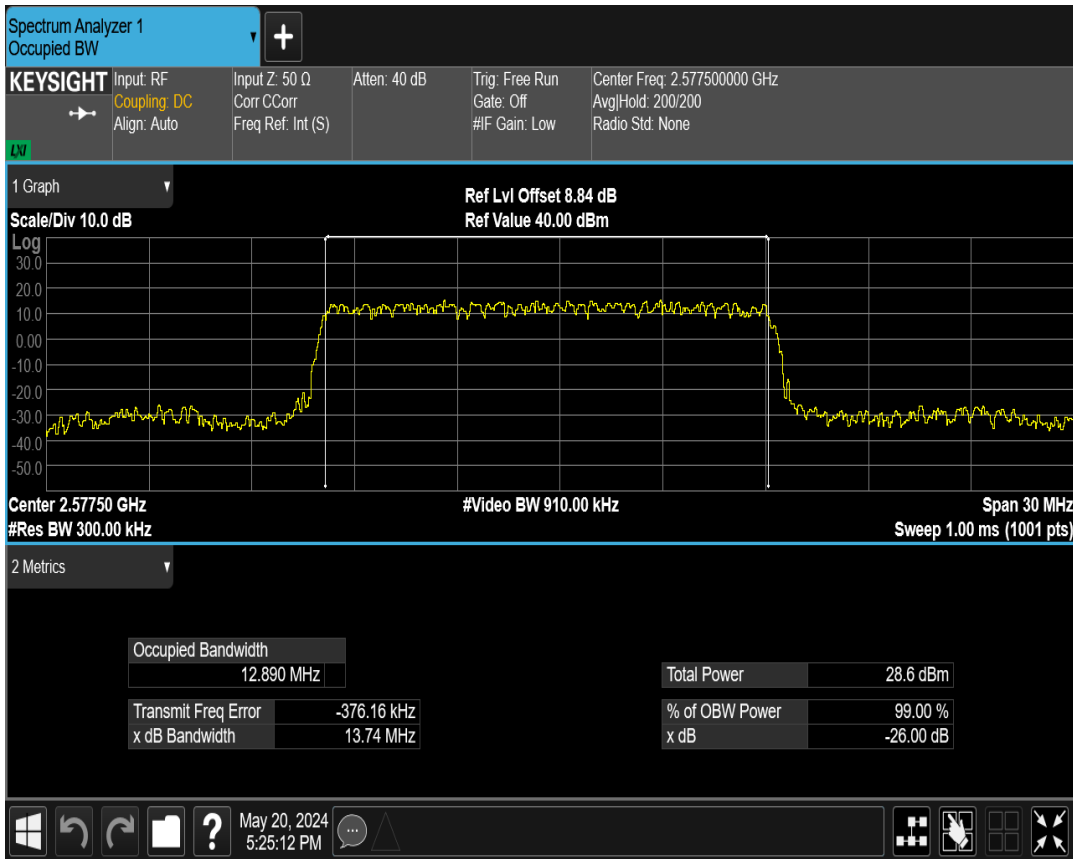 Spectrum Analyzer 1
Occupied BW
+
KEYSIGHT
LXI
Input: RF
Coupling: DC
Align: Auto
Input Z: 50 Ω
Corr CCorr
Freq Ref: Int (S)
Atten: 40 dB
Trig: Free Run
Gate: Off
#IF Gain: Low
Center Freq: 2.577500000 GHz
Avg|Hold: 200/200
Radio Std: None
1 Graph
Scale/Div 10.0 dB
Ref Lvl Offset 8.84 dB
Ref Value 40.00 dBm
Log
30.0
20.0
10.0
0.00
-10.0
-20.0
-30.0
-40.0
-50.0
Center 2.57750 GHz
#Video BW 910.00 kHz
Span 30 MHz
#Res BW 300.00 kHz
Sweep 1.00 ms (1001 pts)
2 Metrics
Occupied Bandwidth
12.890 MHz
Total Power 28.6 dBm
Transmit Freq Error -376.16 kHz
% of OBW Power 99.00 %
x dB Bandwidth 13.74 MHz
x dB -26.00 dB
?
May 20, 2024
5:25:12 PM